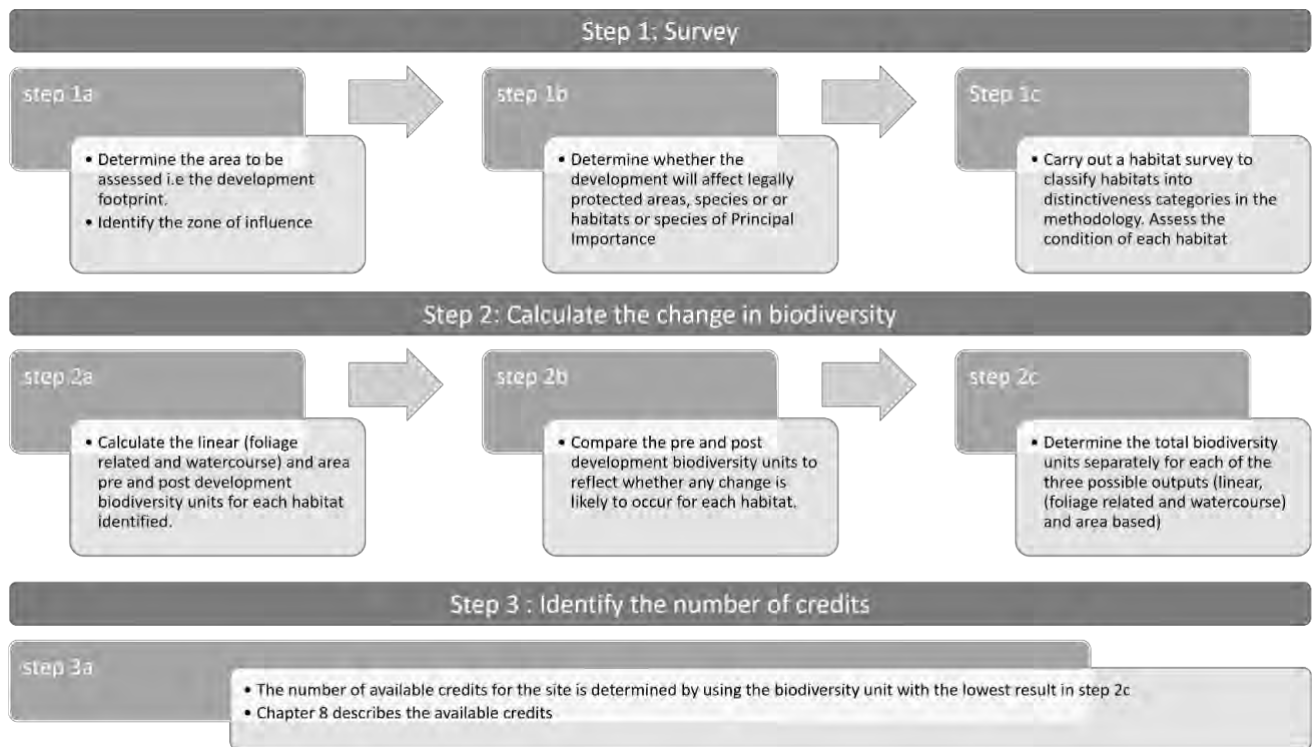 Step 1: Survey
step 1a
• Determine the area to be
assessed i.e the development
footprint.
• Identify the zone of influence
step 1b
• Determine whether the
development will affect legally
protected areas, species or or
habitats or species of Principal
Importance
Step 1c
• Carry out a habitat survey to
classify habitats into
distinctiveness categories in the
methodology. Assess the
condition of each habitat
Step 2: Calculate the change in biodiversity
step 2a
• Calculate the linear (foliage
related and watercourse) and area
pre and post development
biodiversity units for each habitat
identified.
step 2b
• Compare the pre and post
development biodiversity units to
reflect whether any change is
likely to occur for each habitat.
step 2c
• Determine the total biodiversity
units separately for each of the
three possible outputs (linear,
(foliage related and watercourse)
and area based)
Step 3 : Identify the number of credits
step 3a
• The number of available credits for the site is determined by using the biodiversity unit with the lowest result in step 2c
• Chapter 8 describes the available credits